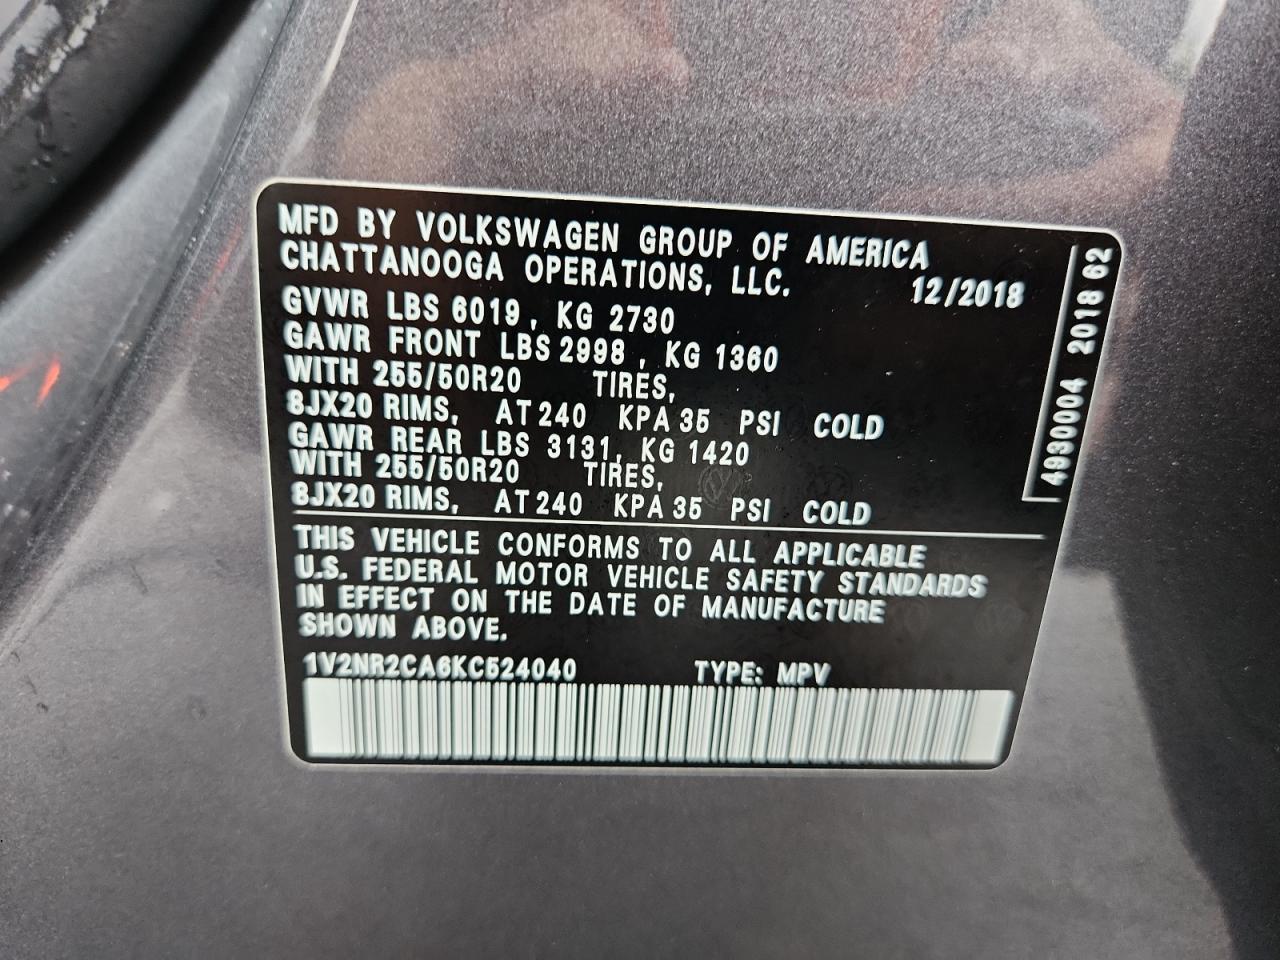 MFD BY VOLKSWAGEN GROUP OF AMERICA
CHATTANOOGA OPERATIONS, LLC. 12/2018
GVWR LBS 6019, KG 2730
GAWR FRONT LBS 2998, KG 1360
WITH 255/50R20 TIRES,
8JX20 RIMS, AT 240 KPA 35 PSI COLD
GAWR REAR LBS 3131, KG 1420
WITH 255/50R20 TIRES,
8JX20 RIMS, AT 240 KPA 35 PSI COLD
THIS VEHICLE CONFORMS TO ALL APPLICABLE
U.S. FEDERAL MOTOR VEHICLE SAFETY STANDARDS
IN EFFECT ON THE DATE OF MANUFACTURE
SHOWN ABOVE.
1V2NR2CA6KC524040 TYPE: MPV
4930004 2018 62